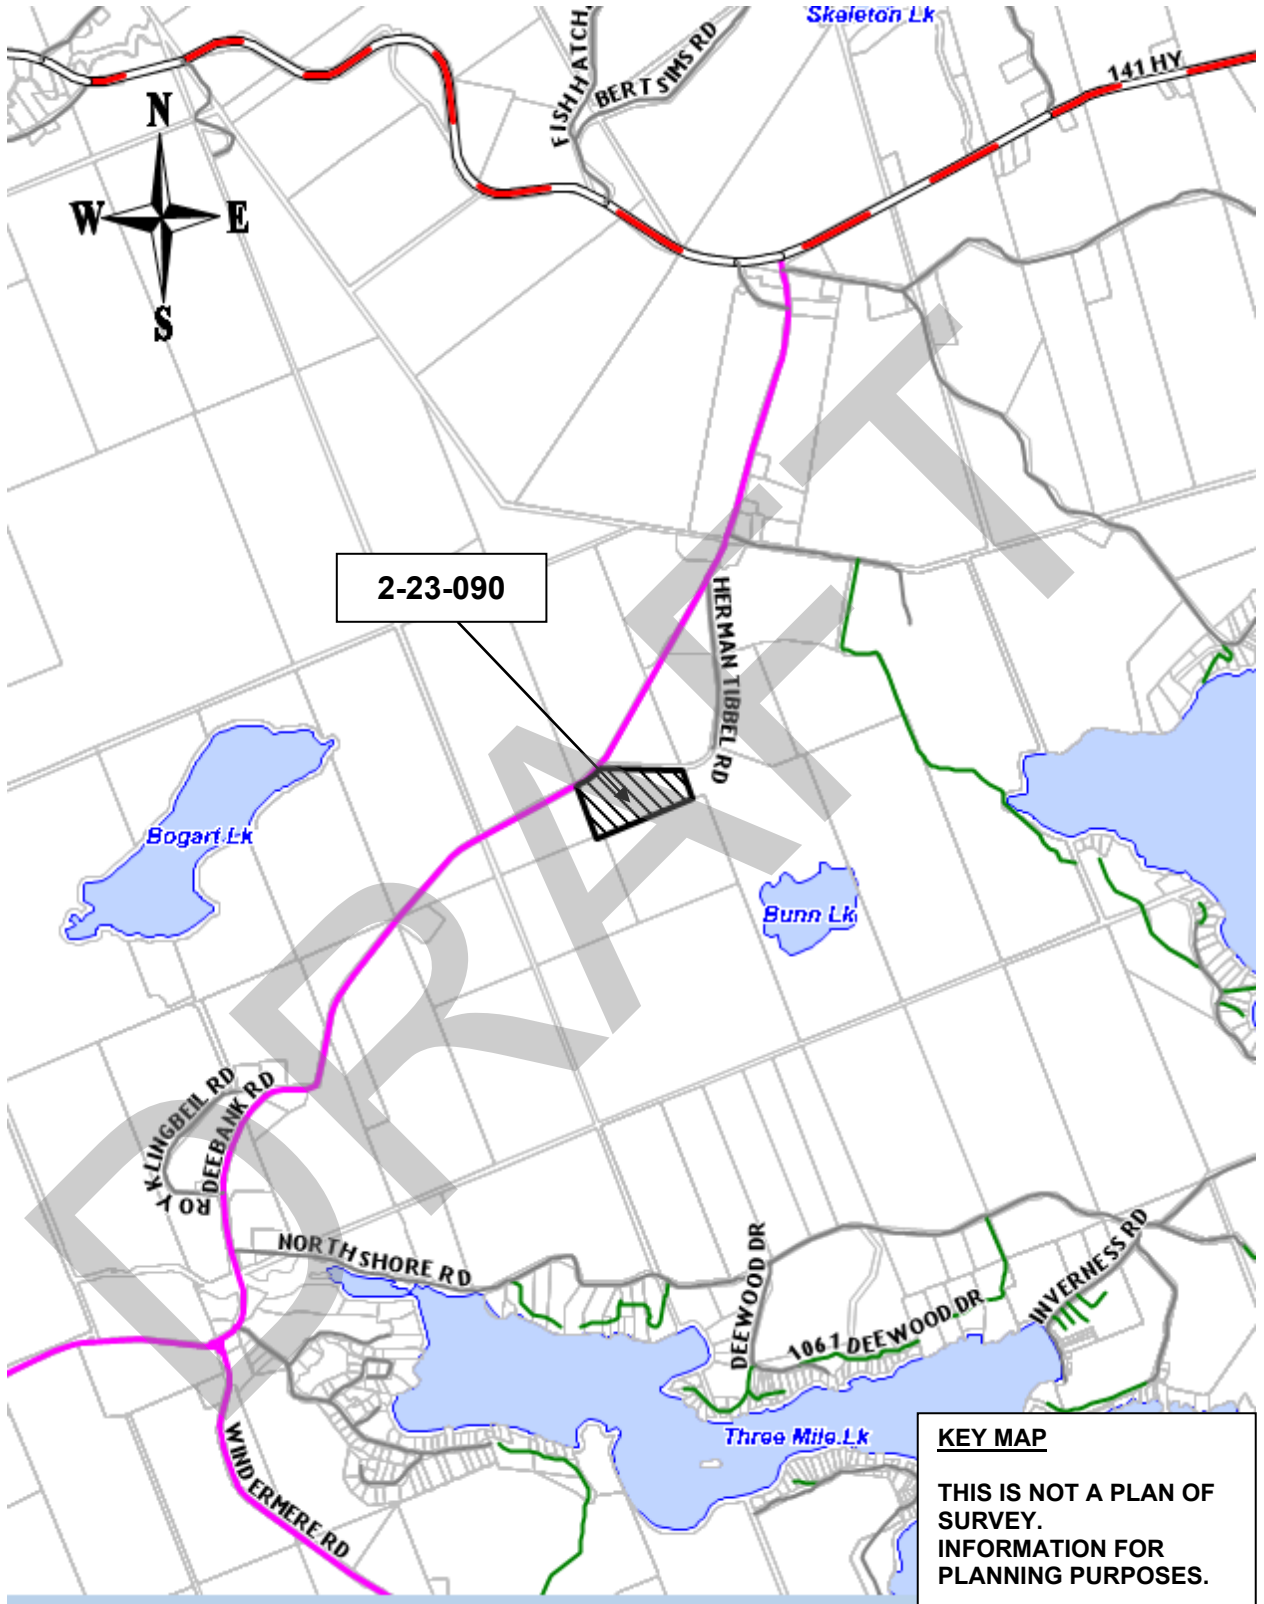 Skeleton Lk
FISH HATCH
BERT SIMS RD
141 HY
N
W
E
S
2-23-090
HERMAN TIBBEL RD
Bogart Lk
Bunn Lk
DRAFT
ROY KLINGBEIL RD
DEEBANK RD
NORTH SHORE RD
DEEWOOD DR
1067 DEEWOOD DR
INVERNESS RD
Three Mile Lk
WINDERMERE RD
KEY MAP
THIS IS NOT A PLAN OF
SURVEY.
INFORMATION FOR
PLANNING PURPOSES.